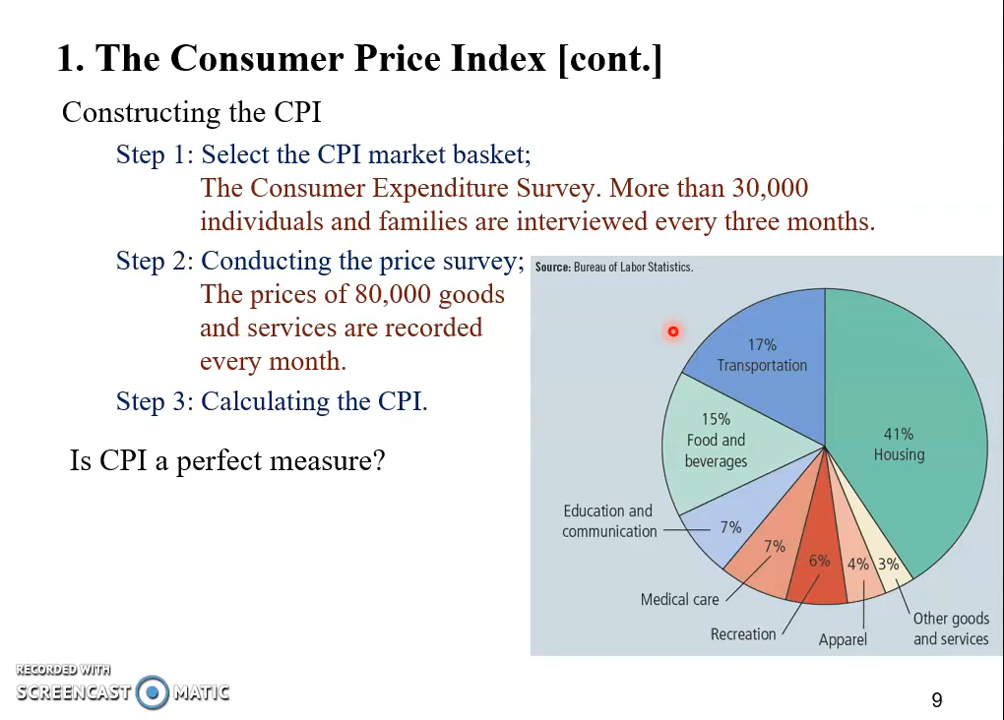 1. The Consumer Price Index [cont.]
Constructing the CPI
Step 1: Select the CPI market basket;
The Consumer Expenditure Survey. More than 30,000
individuals and families are interviewed every three months.
Step 2: Conducting the price survey;
The prices of 80,000 goods
and services are recorded
every month.
Step 3: Calculating the CPI.
Is CPI a perfect measure?
Source: Bureau of Labor Statistics.
17%
Transportation
15%
Food and
beverages
41%
Housing
Education and
communication
7%
7%
6%
4%
3%
Medical care
Recreation
Apparel
Other goods
and services
RECORDED WITH
SCREENCAST MATIC
9